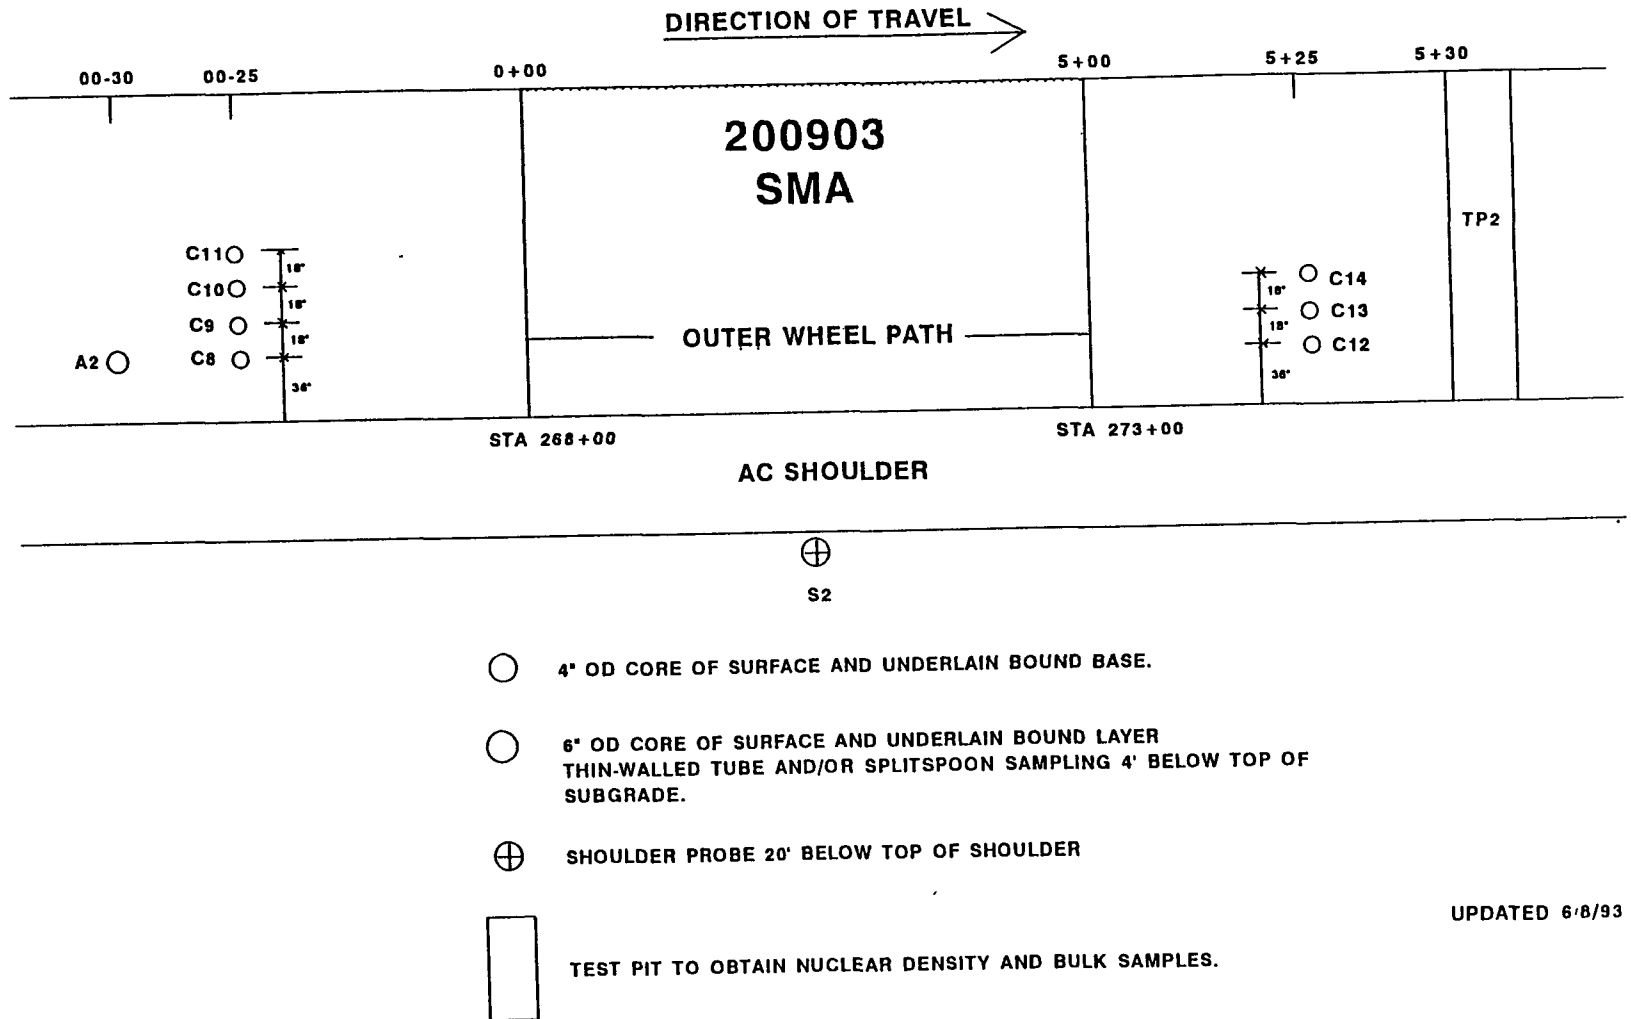 DIRECTION OF TRAVEL
00-30 00-25 0+00 5+00 5+25 5+30
200903
SMA
TP2
C11
18"
C10
18"
C9
18"
A2
C8
36"
OUTER WHEEL PATH
C14
18"
C13
18"
C12
36"
STA 268+00
STA 273+00
AC SHOULDER
S2
4" OD CORE OF SURFACE AND UNDERLAIN BOUND BASE.
6" OD CORE OF SURFACE AND UNDERLAIN BOUND LAYER
THIN-WALLED TUBE AND/OR SPLITSPOON SAMPLING 4' BELOW TOP OF
SUBGRADE.
SHOULDER PROBE 20' BELOW TOP OF SHOULDER
UPDATED 6/8/93
TEST PIT TO OBTAIN NUCLEAR DENSITY AND BULK SAMPLES.